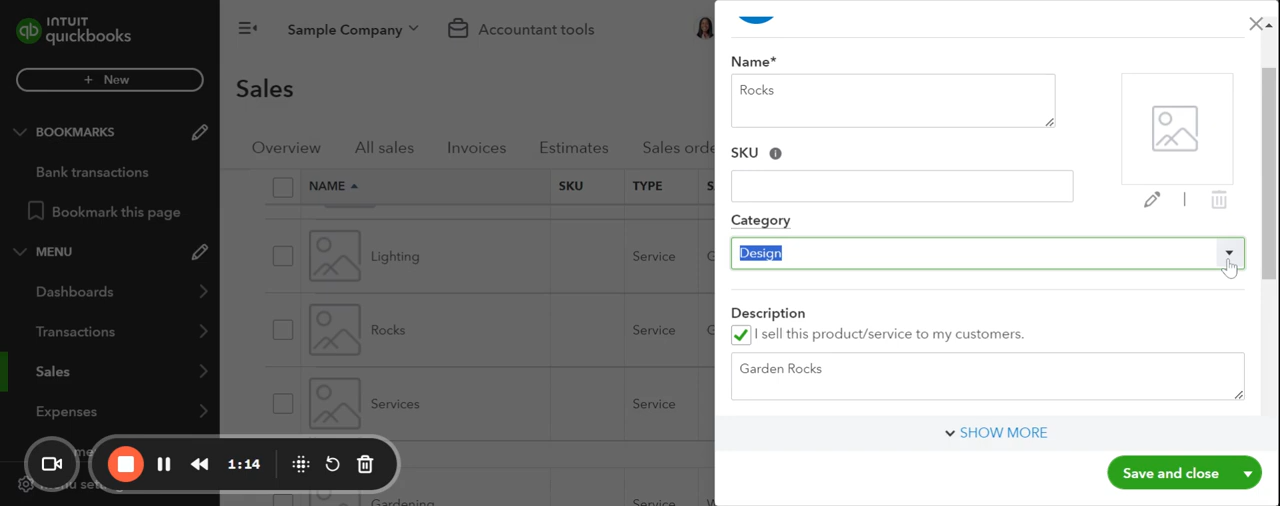 INTUIT
qb quickbooks
+ New
BOOKMARKS
Bank transactions
Bookmark this page
MENU
Dashboards
Transactions
Sales
Expenses
1:14
Sample Company
Accountant tools
Sales
Overview All sales Invoices Estimates
NAME SKU TYPE
Lighting Service
Rocks Service
Services Service
Gardening Service
Name*
Rocks
SKU i
Category
Design
Description
I sell this product/service to my customers.
Garden Rocks
SHOW MORE
Save and close